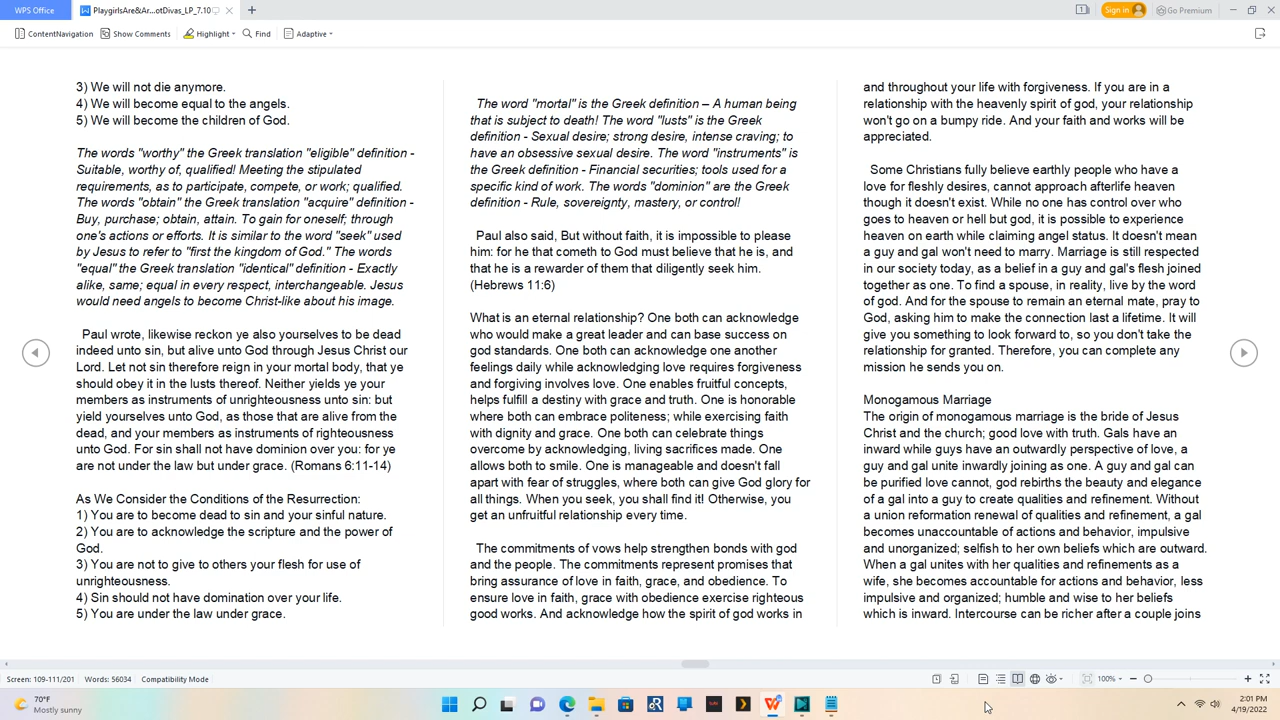 WPS Office
PlaygirlsAre&Ar...otDivas_LP_7.10
Sign in
Go Premium
ContentNavigation
Show Comments
Highlight
Find
Adaptive
3) We will not die anymore.
4) We will become equal to the angels.
5) We will become the children of God.
The words "worthy" the Greek translation "eligible" definition -
Suitable, worthy of, qualified! Meeting the stipulated
requirements, as to participate, compete, or work; qualified.
The words "obtain" the Greek translation "acquire" definition -
Buy, purchase; obtain, attain. To gain for oneself; through
one's actions or efforts. It is similar to the word "seek" used
by Jesus to refer to "first the kingdom of God." The words
"equal" the Greek translation "identical" definition - Exactly
alike, same; equal in every respect, interchangeable. Jesus
would need angels to become Christ-like about his image.
Paul wrote, likewise reckon ye also yourselves to be dead
indeed unto sin, but alive unto God through Jesus Christ our
Lord. Let not sin therefore reign in your mortal body, that ye
should obey it in the lusts thereof. Neither yields ye your
members as instruments of unrighteousness unto sin: but
yield yourselves unto God, as those that are alive from the
dead, and your members as instruments of righteousness
unto God. For sin shall not have dominion over you: for ye
are not under the law but under grace. (Romans 6:11-14)
As We Consider the Conditions of the Resurrection:
1) You are to become dead to sin and your sinful nature.
2) You are to acknowledge the scripture and the power of
God.
3) You are not to give to others your flesh for use of
unrighteousness.
4) Sin should not have domination over your life.
5) You are under the law under grace.
The word "mortal" is the Greek definition – A human being
that is subject to death! The word "lusts" is the Greek
definition - Sexual desire; strong desire, intense craving; to
have an obsessive sexual desire. The word "instruments" is
the Greek definition - Financial securities; tools used for a
specific kind of work. The words "dominion" are the Greek
definition - Rule, sovereignty, mastery, or control!
Paul also said, But without faith, it is impossible to please
him: for he that cometh to God must believe that he is, and
that he is a rewarder of them that diligently seek him.
(Hebrews 11:6)
What is an eternal relationship? One both can acknowledge
who would make a great leader and can base success on
god standards. One both can acknowledge one another
feelings daily while acknowledging love requires forgiveness
and forgiving involves love. One enables fruitful concepts,
helps fulfill a destiny with grace and truth. One is honorable
where both can embrace politeness; while exercising faith
with dignity and grace. One both can celebrate things
overcome by acknowledging, living sacrifices made. One
allows both to smile. One is manageable and doesn't fall
apart with fear of struggles, where both can give God glory for
all things. When you seek, you shall find it! Otherwise, you
get an unfruitful relationship every time.
The commitments of vows help strengthen bonds with god
and the people. The commitments represent promises that
bring assurance of love in faith, grace, and obedience. To
ensure love in faith, grace with obedience exercise righteous
good works. And acknowledge how the spirit of god works in
and throughout your life with forgiveness. If you are in a
relationship with the heavenly spirit of god, your relationship
won't go on a bumpy ride. And your faith and works will be
appreciated.
Some Christians fully believe earthly people who have a
love for fleshly desires, cannot approach afterlife heaven
though it doesn't exist. While no one has control over who
goes to heaven or hell but god, it is possible to experience
heaven on earth while claiming angel status. It doesn't mean
a guy and gal won't need to marry. Marriage is still respected
in our society today, as a belief in a guy and gal's flesh joined
together as one. To find a spouse, in reality, live by the word
of god. And for the spouse to remain an eternal mate, pray to
God, asking him to make the connection last a lifetime. It will
give you something to look forward to, so you don't take the
relationship for granted. Therefore, you can complete any
mission he sends you on.
Monogamous Marriage
The origin of monogamous marriage is the bride of Jesus
Christ and the church; good love with truth. Gals have an
inward while guys have an outwardly perspective of love, a
guy and gal unite inwardly joining as one. A guy and gal can
be purified love cannot, god rebirths the beauty and elegance
of a gal into a guy to create qualities and refinement. Without
a union reformation renewal of qualities and refinement, a gal
becomes unaccountable of actions and behavior, impulsive
and unorganized; selfish to her own beliefs which are outward.
When a gal unites with her qualities and refinements as a
wife, she becomes accountable for actions and behavior, less
impulsive and organized; humble and wise to her beliefs
which is inward. Intercourse can be richer after a couple joins
Screen: 109-111/201
Words: 56034
Compatibility Mode
100%
70°F
Mostly sunny
2:01 PM
4/19/2022